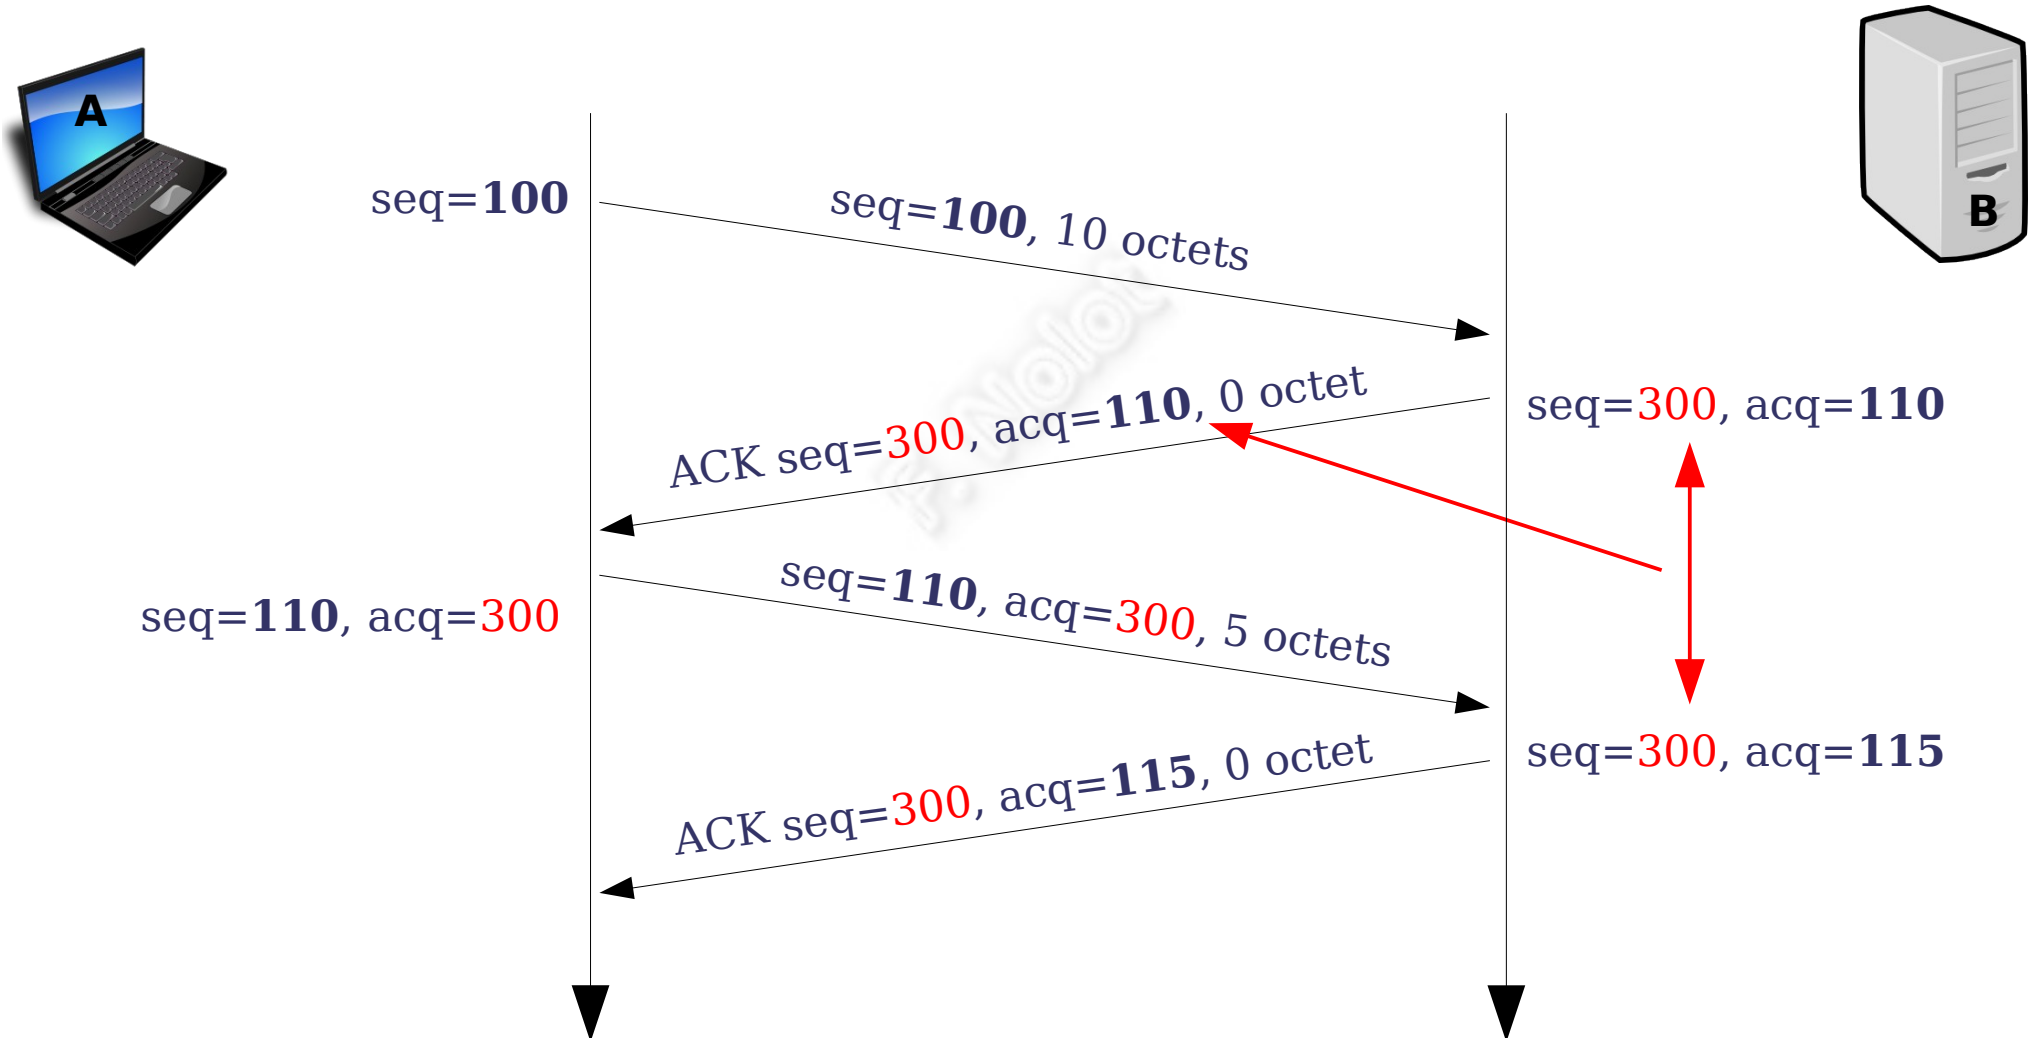 A
B
seq=100
seq=100, 10 octets
ACK seq=300, acq=110, 0 octet
seq=300, acq=110
seq=110, acq=300, 5 octets
seq=110, acq=300
ACK seq=300, acq=115, 0 octet
seq=300, acq=115
F. Nolot